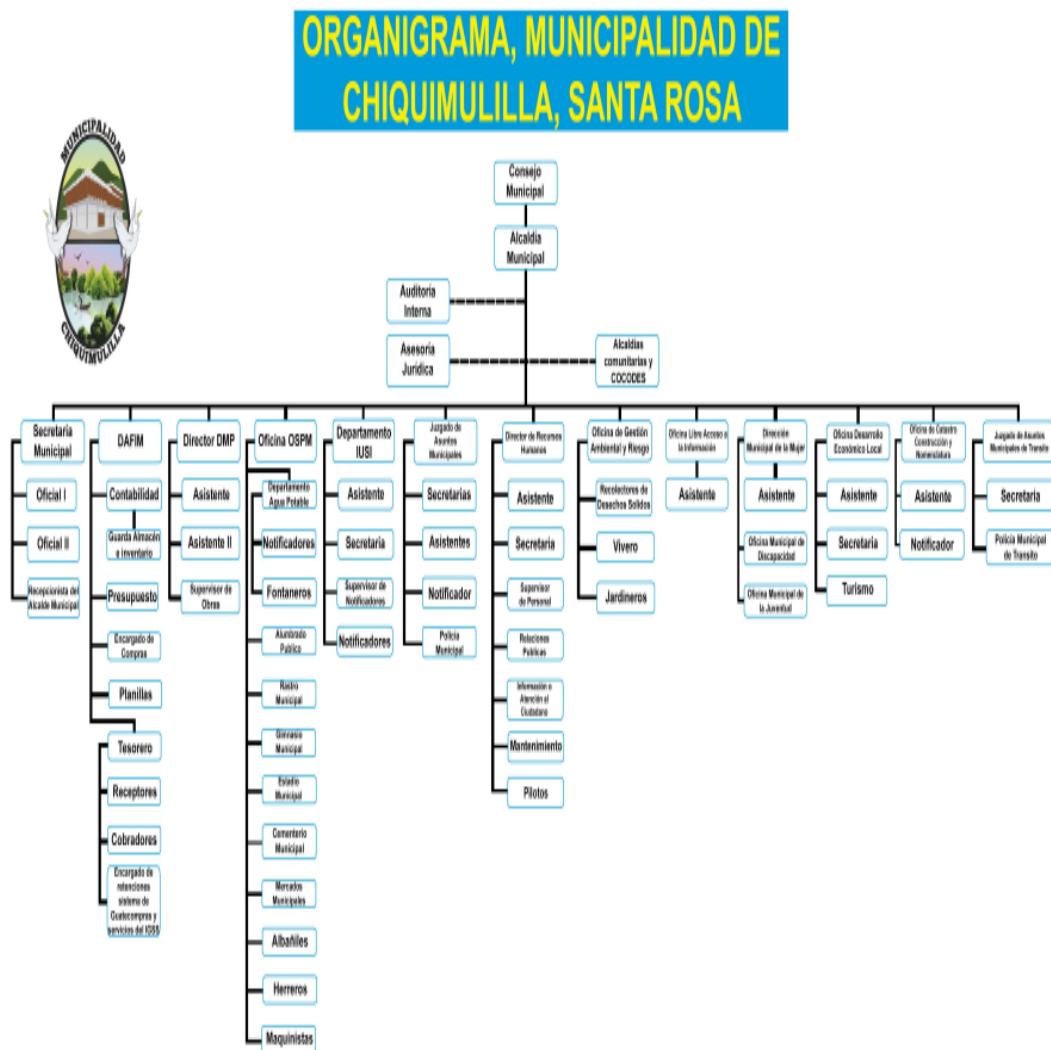 ORGANIGRAMA, MUNICIPALIDAD DE
CHIQUIMULILLA, SANTA ROSA
MUNICIPALIDAD
CHIQUIMULILLA
Consejo
Municipal
Alcaldía
Municipal
Auditoria
Interna
Asesoría
Jurídica
Alcaldías
comunitarias y
COCODES
Secretaría
Municipal
Oficial I
Oficial II
Recepcionista del
Alcalde Municipal
DAFIM
Contabilidad
Guarda Almacén
e inventario
Presupuesto
Encargado de
Compras
Planillas
Tesorero
Receptores
Cobradores
Encargado de
retenciones
sistema de
Guatecompras y
servicios del IGSS
Director DMP
Asistente
Asistente II
Supervisor de
Obras
Oficina OSPM
Departamento
Agua Potable
Notificadores
Fontaneros
Alumbrado
Publico
Rastro
Municipal
Gimnasio
Municipal
Estadio
Municipal
Cementerio
Municipal
Mercados
Municipales
Albañiles
Herreros
Maquinistas
Departamento
IUSI
Asistente
Secretaria
Supervisor de
Notificadores
Notificadores
Juzgado de
Asuntos
Municipales
Secretarias
Asistentes
Notificador
Policia
Municipal
Director de Recursos
Humanos
Asistente
Secretaria
Supervisor
de Personal
Relaciones
Publicas
Información o
Atención al
Ciudadano
Mantenimiento
Pilotos
Oficina de Gestión
Ambiental y Riesgo
Recolectores de
Desechos Solidos
Vivero
Jardineros
Oficina Libre Acceso a
la Información
Asistente
Dirección
Municipal de la Mujer
Asistente
Oficina Municipal de
Discapacidad
Oficina Municipal de
la Juventud
Oficina Desarrollo
Económico Local
Asistente
Secretaria
Turismo
Oficina de Catastro
Construcción y
Nomenclatura
Asistente
Notificador
Juzgado de Asuntos
Municipales de Transito
Secretaria
Policia Municipal
de Transito